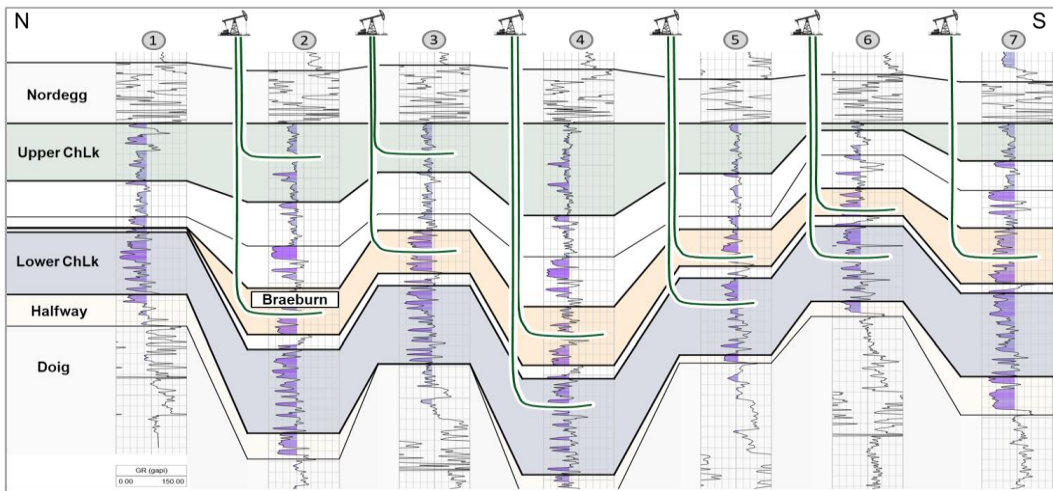 N
S
1
2
3
4
5
6
7
Nordegg
Upper ChLk
Lower ChLk
Braeburn
Halfway
Doig
GR (gapi)
0.00 150.00